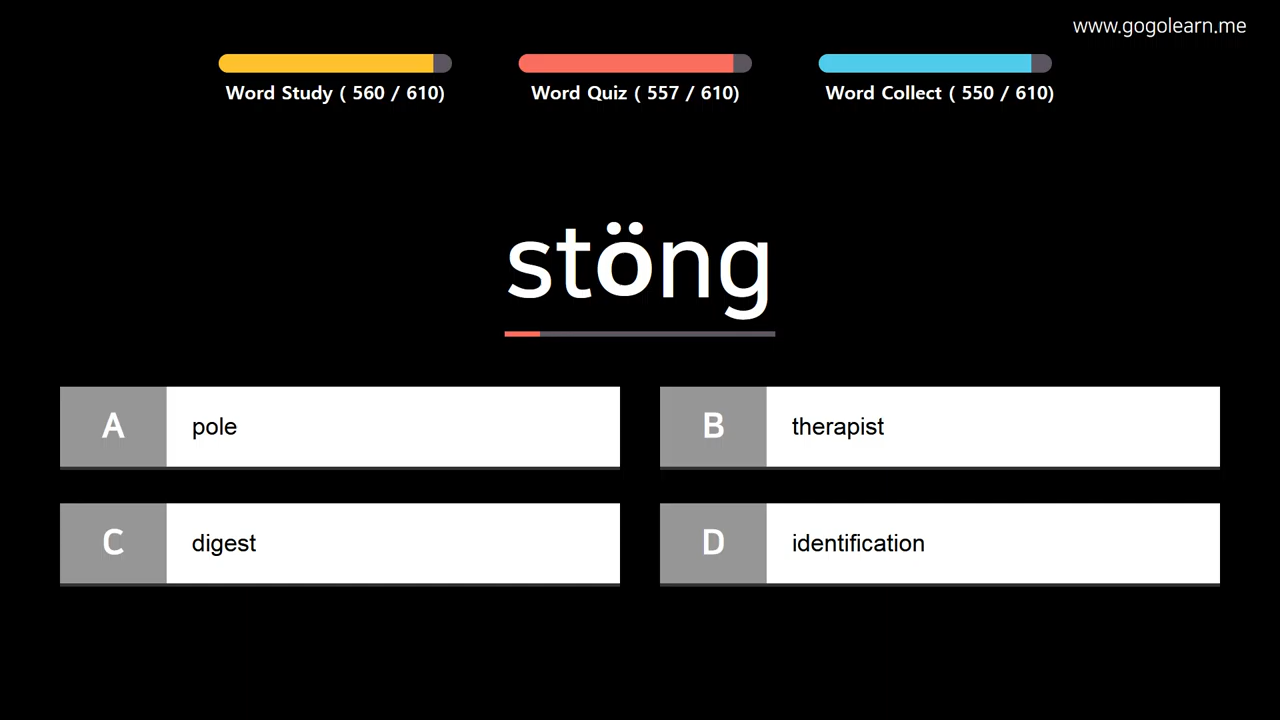 www.gogolearn.me
Word Study ( 560 / 610)
Word Quiz ( 557 / 610)
Word Collect ( 550 / 610)
stöng
A pole
B therapist
C digest
D identification